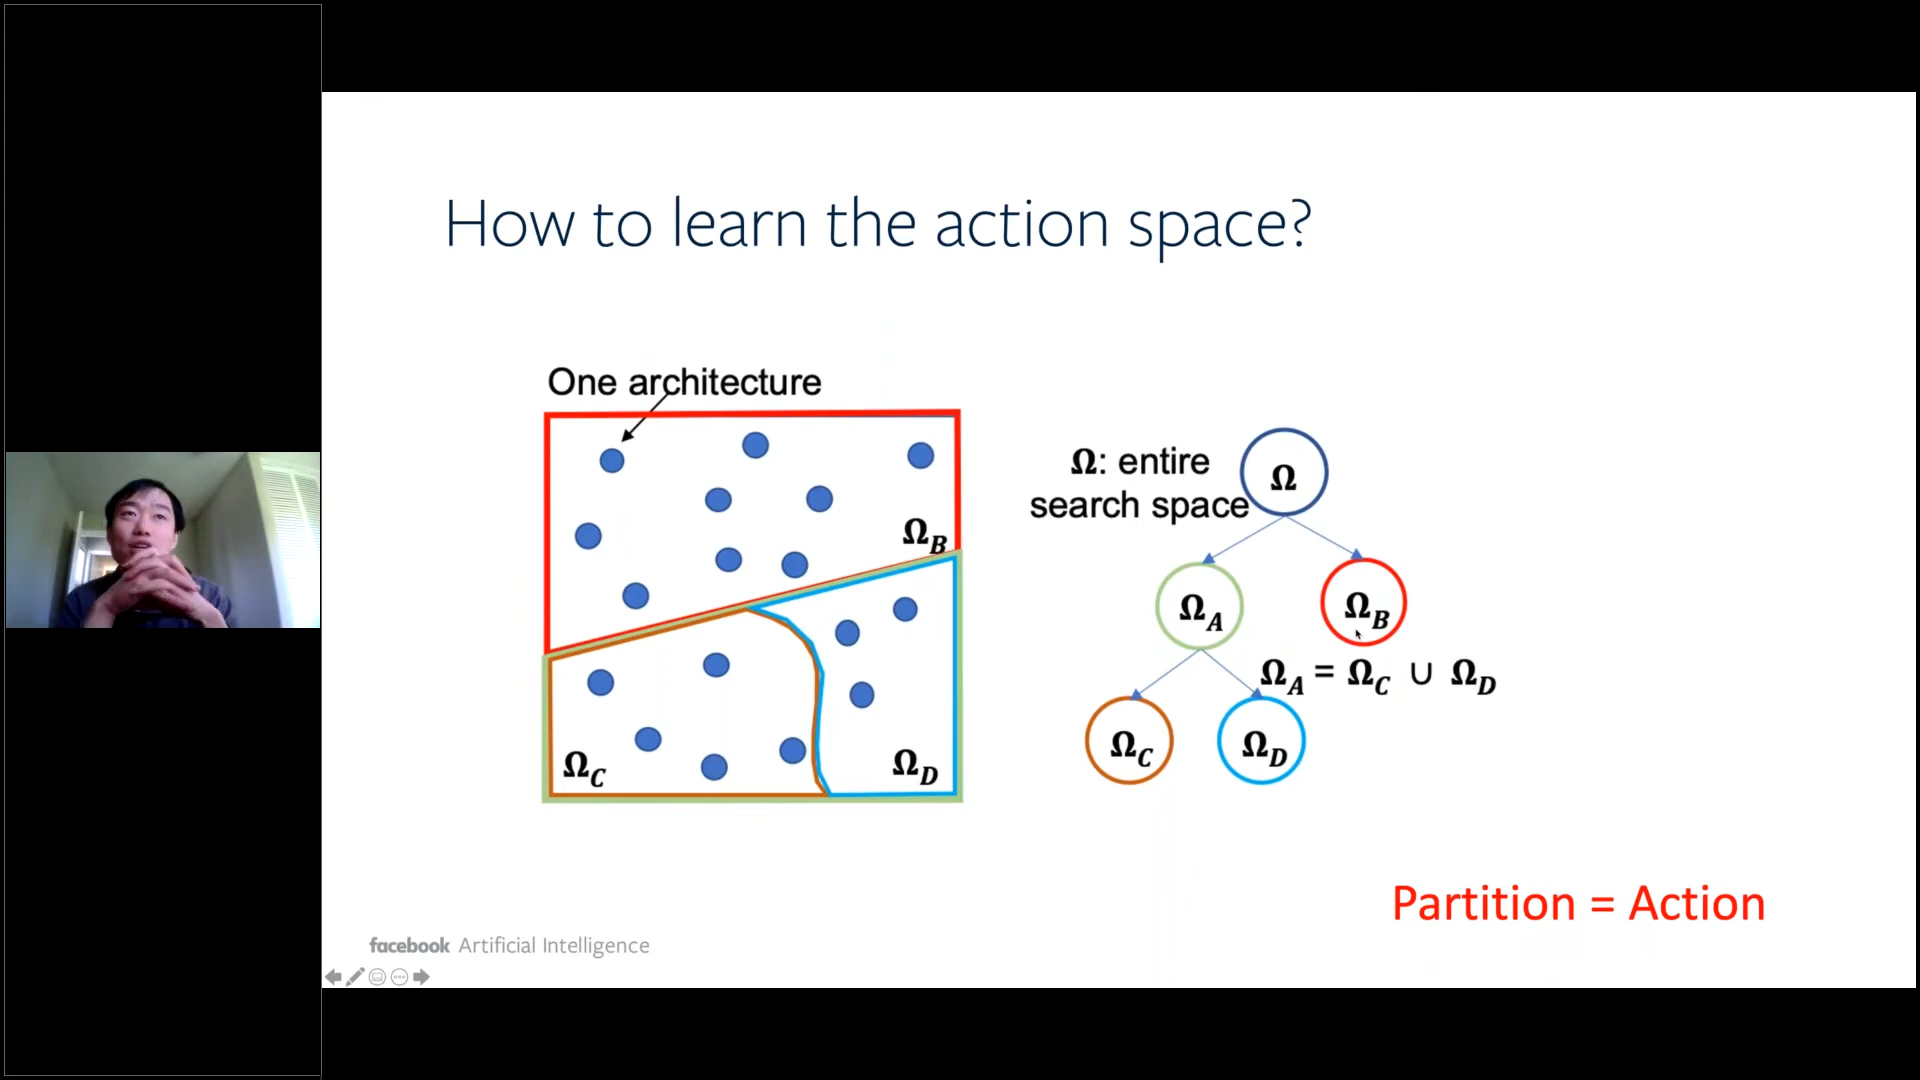 How to learn the action space?
One architecture
Ω_B
Ω_C
Ω_D
Ω: entire
search space
Ω
Ω_A
Ω_B
Ω_A = Ω_C ∪ Ω_D
Ω_C
Ω_D
Partition = Action
facebook Artificial Intelligence